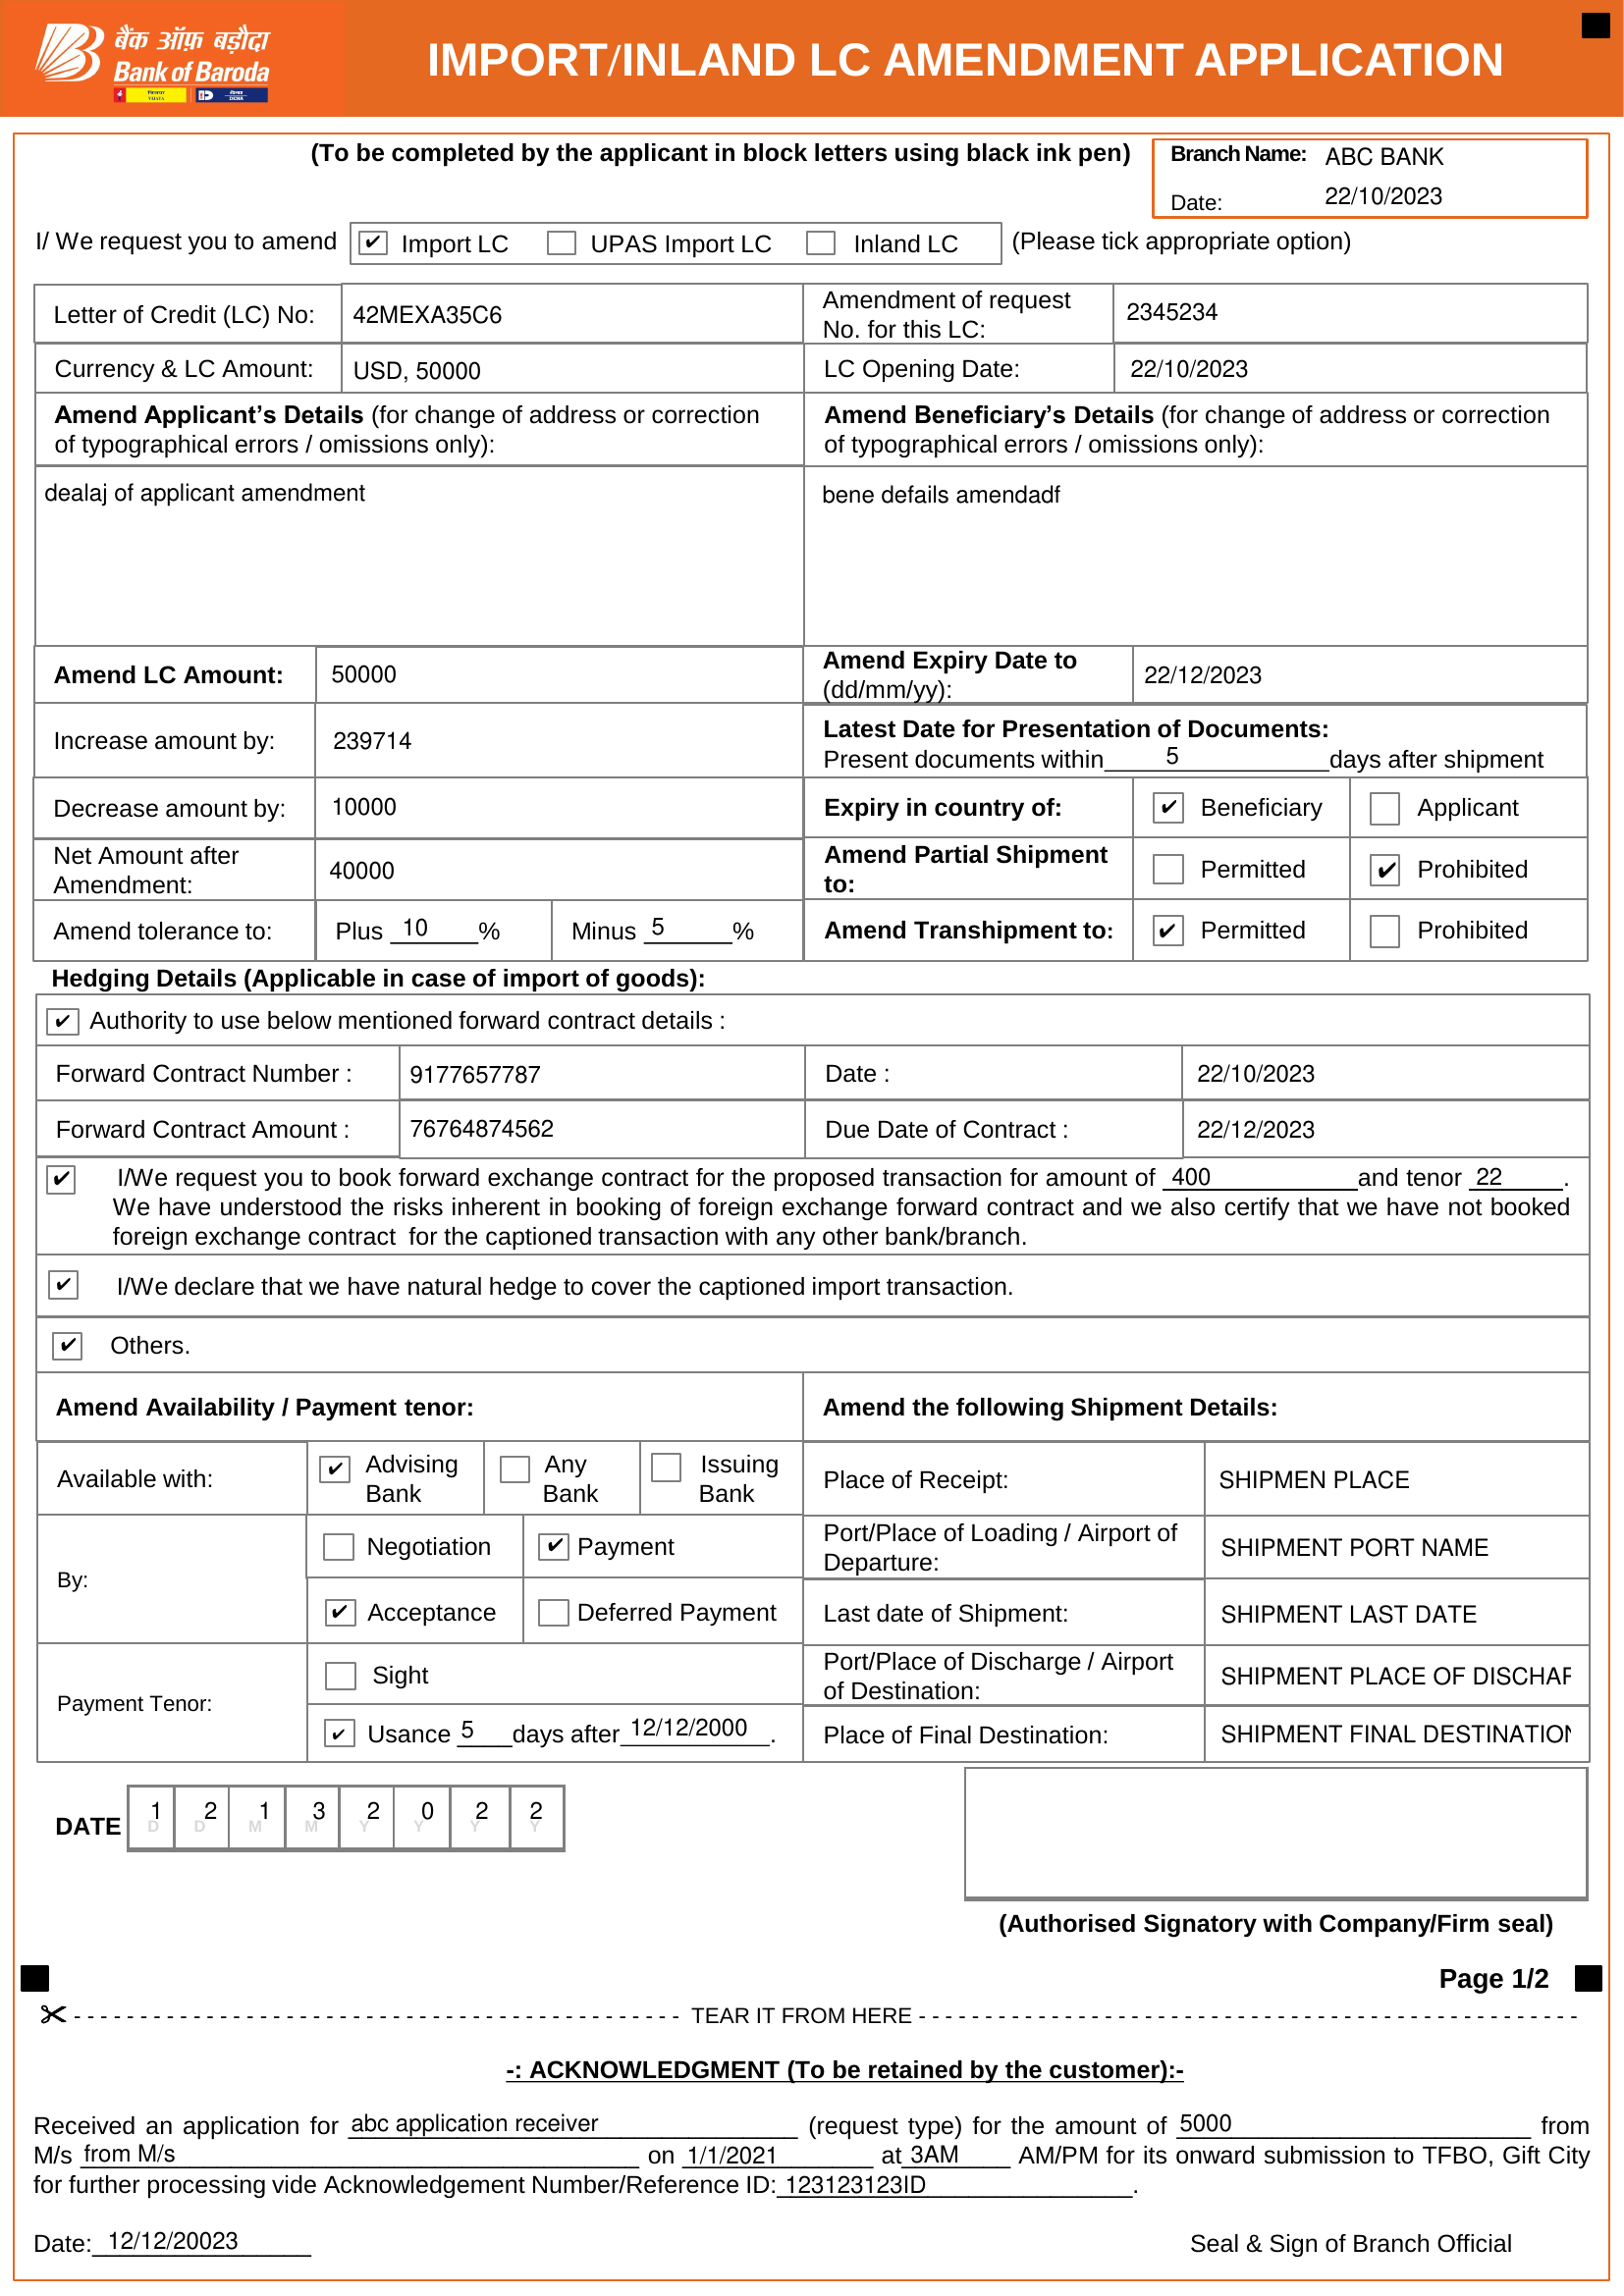 बैंक ऑफ़ बड़ौदा
Bank of Baroda
IMPORT/INLAND LC AMENDMENT APPLICATION
(To be completed by the applicant in block letters using black ink pen)
Branch Name: ABC BANK
Date: 22/10/2023
I/ We request you to amend ✔ Import LC UPAS Import LC Inland LC (Please tick appropriate option)
Letter of Credit (LC) No: 42MEXA35C6
Amendment of request No. for this LC: 2345234
Currency & LC Amount: USD, 50000
LC Opening Date: 22/10/2023
Amend Applicant’s Details (for change of address or correction
of typographical errors / omissions only):
Amend Beneficiary’s Details (for change of address or correction
of typographical errors / omissions only):
dealaj of applicant amendment
bene defails amendadf
Amend LC Amount: 50000
Amend Expiry Date to
(dd/mm/yy): 22/12/2023
Increase amount by: 239714
Latest Date for Presentation of Documents:
Present documents within 5 days after shipment
Decrease amount by: 10000
Expiry in country of: ✔ Beneficiary Applicant
Net Amount after
Amendment: 40000
Amend Partial Shipment
to: Permitted ✔ Prohibited
Amend tolerance to: Plus 10 % Minus 5 %
Amend Transhipment to: ✔ Permitted Prohibited
Hedging Details (Applicable in case of import of goods):
✔ Authority to use below mentioned forward contract details :
Forward Contract Number : 9177657787 Date : 22/10/2023
Forward Contract Amount : 76764874562 Due Date of Contract : 22/12/2023
✔ I/We request you to book forward exchange contract for the proposed transaction for amount of 400 and tenor 22 .
We have understood the risks inherent in booking of foreign exchange forward contract and we also certify that we have not booked
foreign exchange contract for the captioned transaction with any other bank/branch.
✔ I/We declare that we have natural hedge to cover the captioned import transaction.
✔ Others.
Amend Availability / Payment tenor:
Amend the following Shipment Details:
Available with: ✔ Advising Bank Any Bank Issuing Bank
Place of Receipt: SHIPMEN PLACE
By: Negotiation ✔ Payment
✔ Acceptance Deferred Payment
Port/Place of Loading / Airport of
Departure: SHIPMENT PORT NAME
Last date of Shipment: SHIPMENT LAST DATE
Payment Tenor: Sight
✔ Usance 5 days after 12/12/2000 .
Port/Place of Discharge / Airport
of Destination: SHIPMENT PLACE OF DISCHAR
Place of Final Destination: SHIPMENT FINAL DESTINATION
DATE 1 2 1 3 2 0 2 2
D D M M Y Y Y Y
(Authorised Signatory with Company/Firm seal)
Page 1/2
TEAR IT FROM HERE
-: ACKNOWLEDGMENT (To be retained by the customer):-
Received an application for abc application receiver (request type) for the amount of 5000 from
M/s from M/s on 1/1/2021 at 3AM AM/PM for its onward submission to TFBO, Gift City
for further processing vide Acknowledgement Number/Reference ID: 123123123ID .
Date: 12/12/20023
Seal & Sign of Branch Official